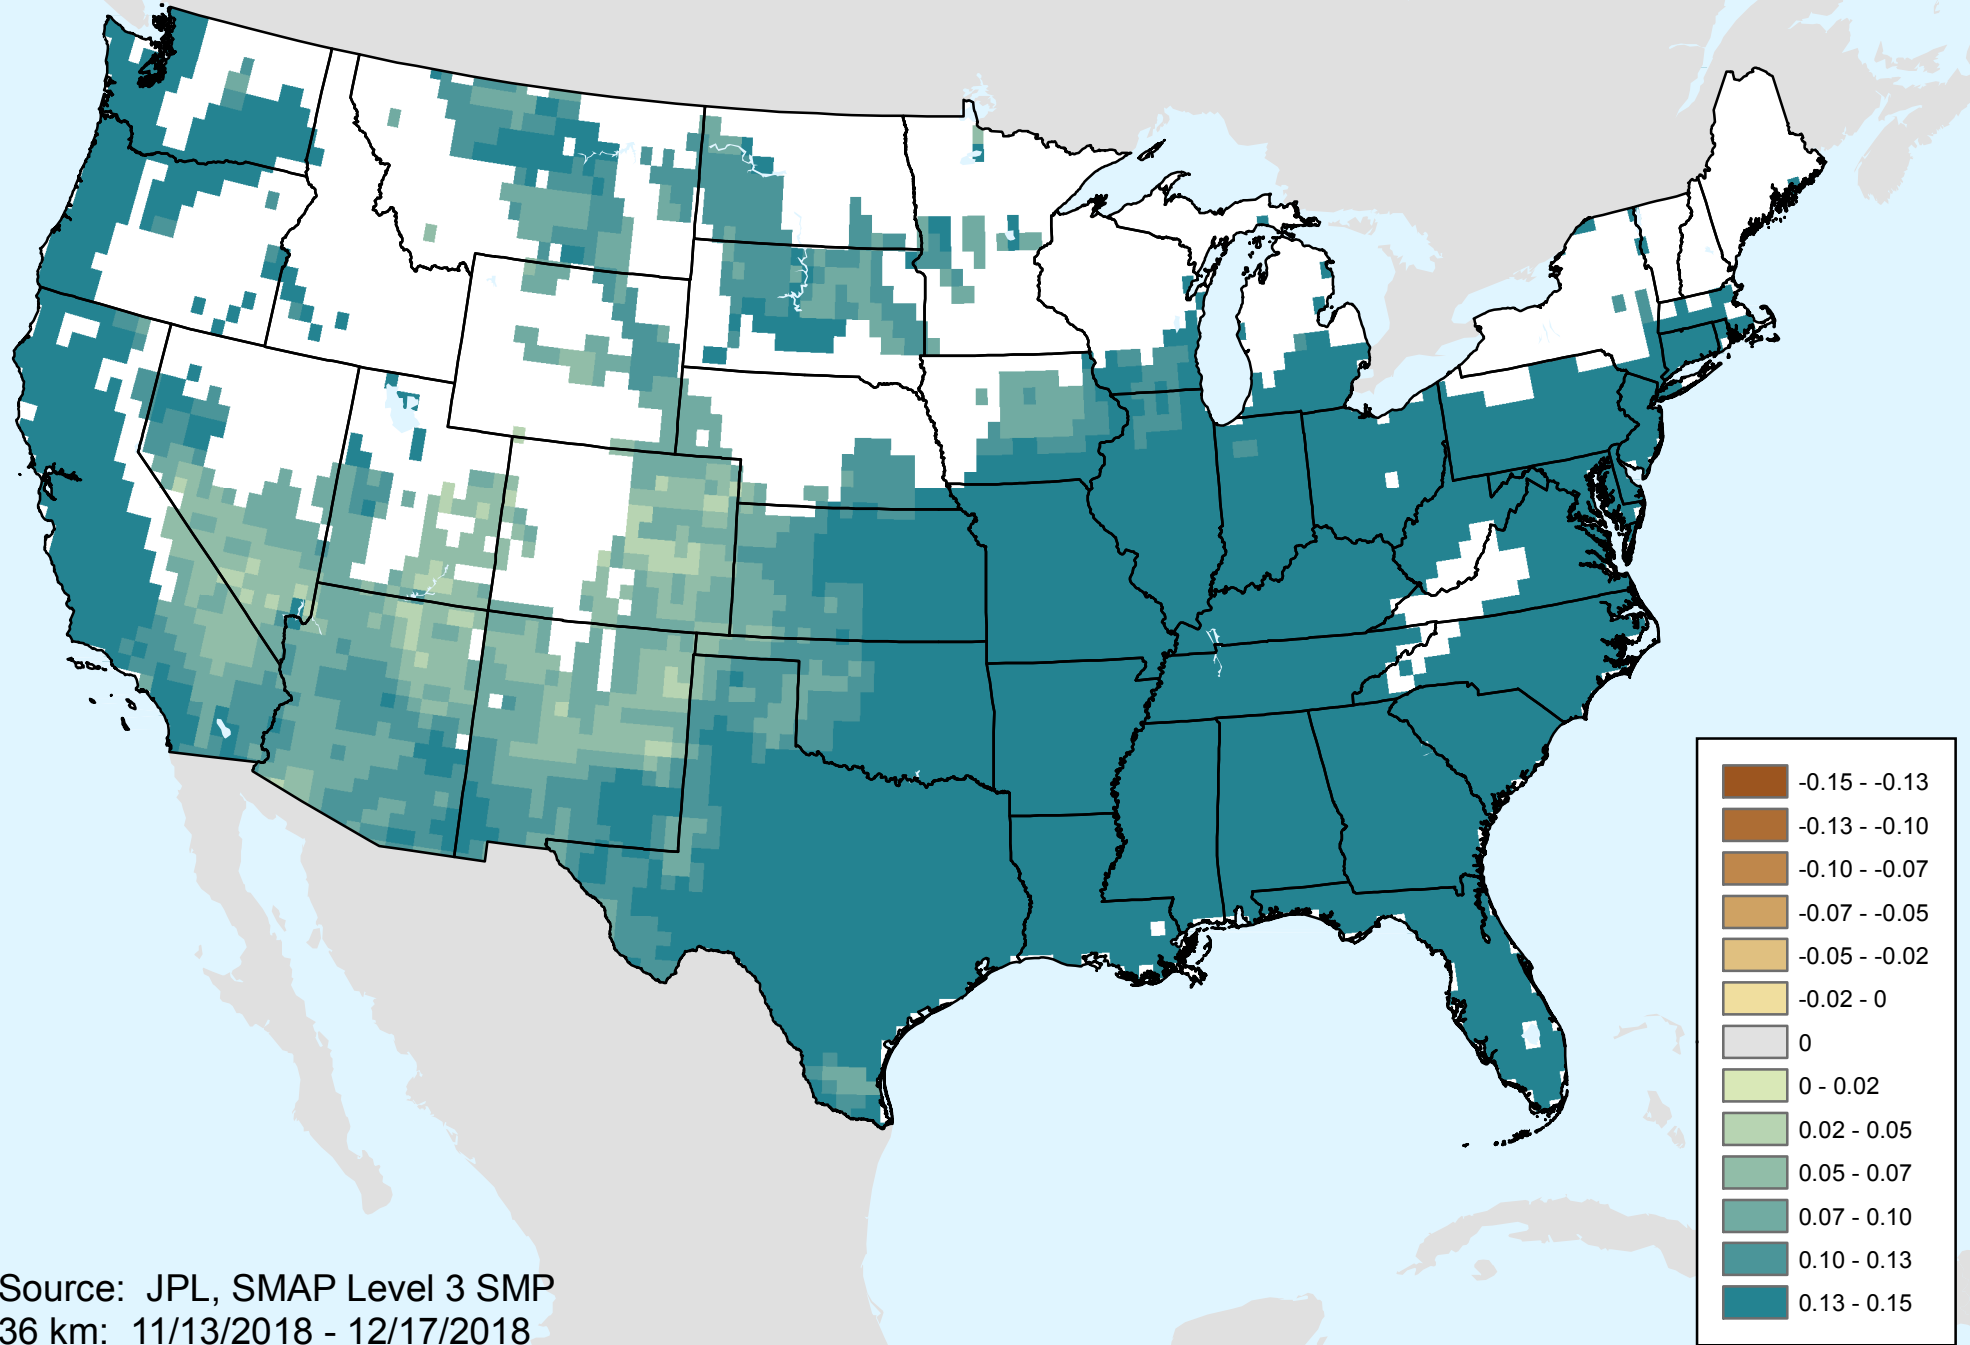 -0.15 - -0.13
-0.13 - -0.10
-0.10 - -0.07
-0.07 - -0.05
-0.05 - -0.02
-0.02 - 0
0
0 - 0.02
0.02 - 0.05
0.05 - 0.07
0.07 - 0.10
0.10 - 0.13
0.13 - 0.15
Source: JPL, SMAP Level 3 SMP
36 km: 11/13/2018 - 12/17/2018